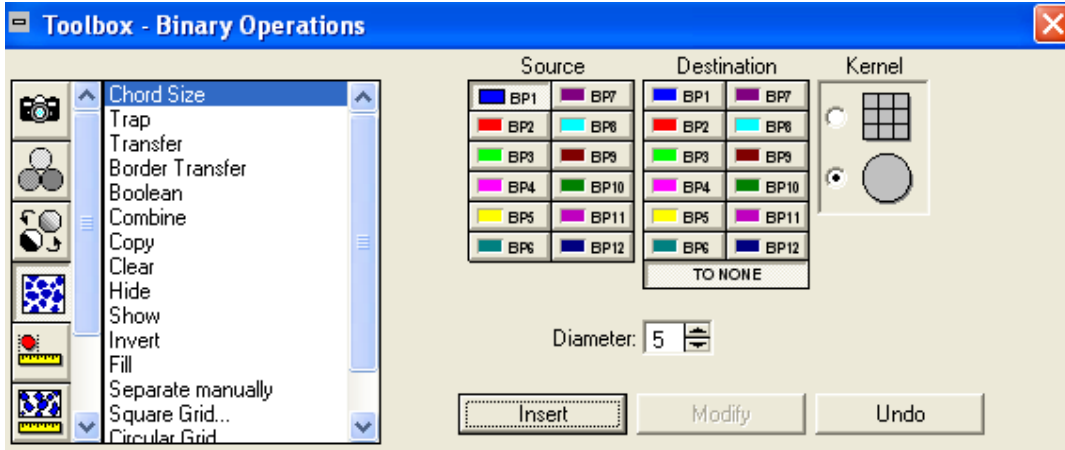 Toolbox - Binary Operations
Chord Size
Trap
Transfer
Border Transfer
Boolean
Combine
Copy
Clear
Hide
Show
Invert
Fill
Separate manually
Square Grid...
Circular Grid
Source Destination Kernel
BP1 BP7 BP1 BP7
BP2 BP8 BP2 BP8
BP3 BP9 BP3 BP9
BP4 BP10 BP4 BP10
BP5 BP11 BP5 BP11
BP6 BP12 BP6 BP12
TO NONE
Diameter: 5
Insert Modify Undo